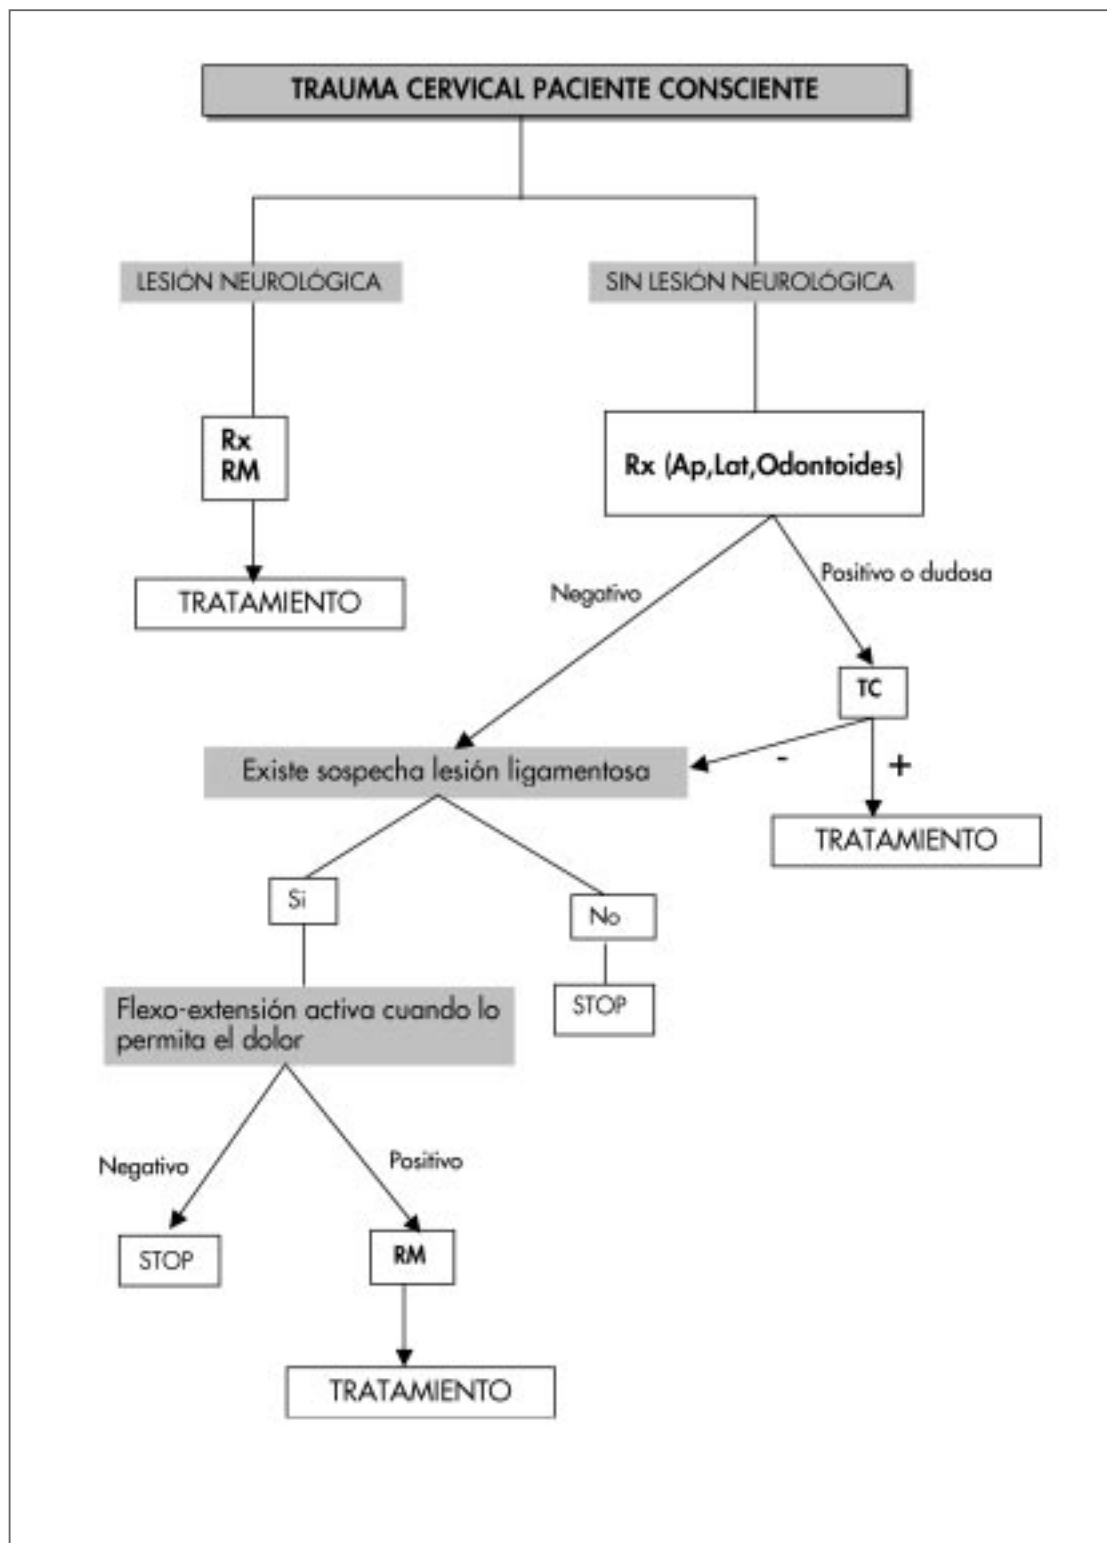 TRAUMA CERVICAL PACIENTE CONSCIENTE
LESIÓN NEUROLÓGICA
SIN LESIÓN NEUROLÓGICA
Rx
RM
Rx (Ap,Lat,Odontoides)
TRATAMIENTO
Negativo
Positivo o dudosa
TC
Existe sospecha lesión ligamentosa
-
+
TRATAMIENTO
Si
No
Flexo-extensión activa cuando lo
permita el dolor
STOP
Negativo
Positivo
STOP
RM
TRATAMIENTO